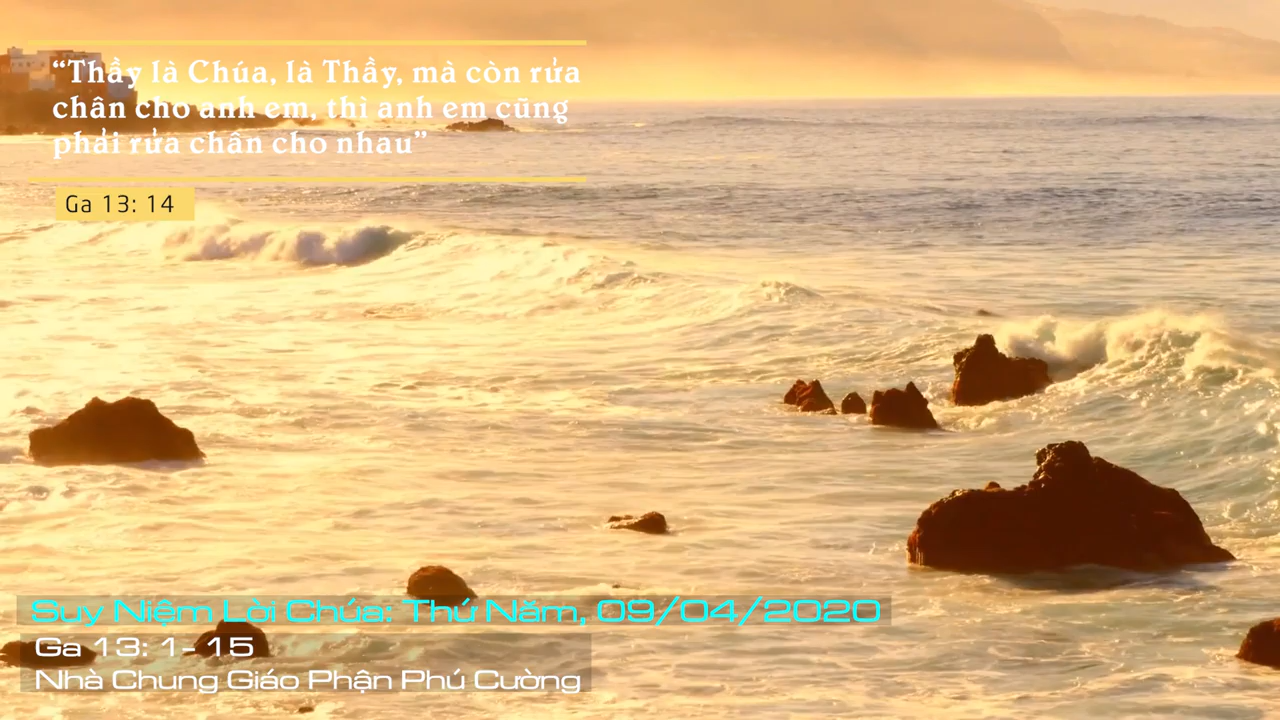 “Thầy là Chúa, là Thầy, mà còn rửa
chân cho anh em, thì anh em cũng
phải rửa chân cho nhau”
Ga 13: 14
Suy Niệm Lời Chúa: Thứ Năm, 09/04/2020
Ga 13: 1- 15
Nhà Chung Giáo Phận Phú Cường